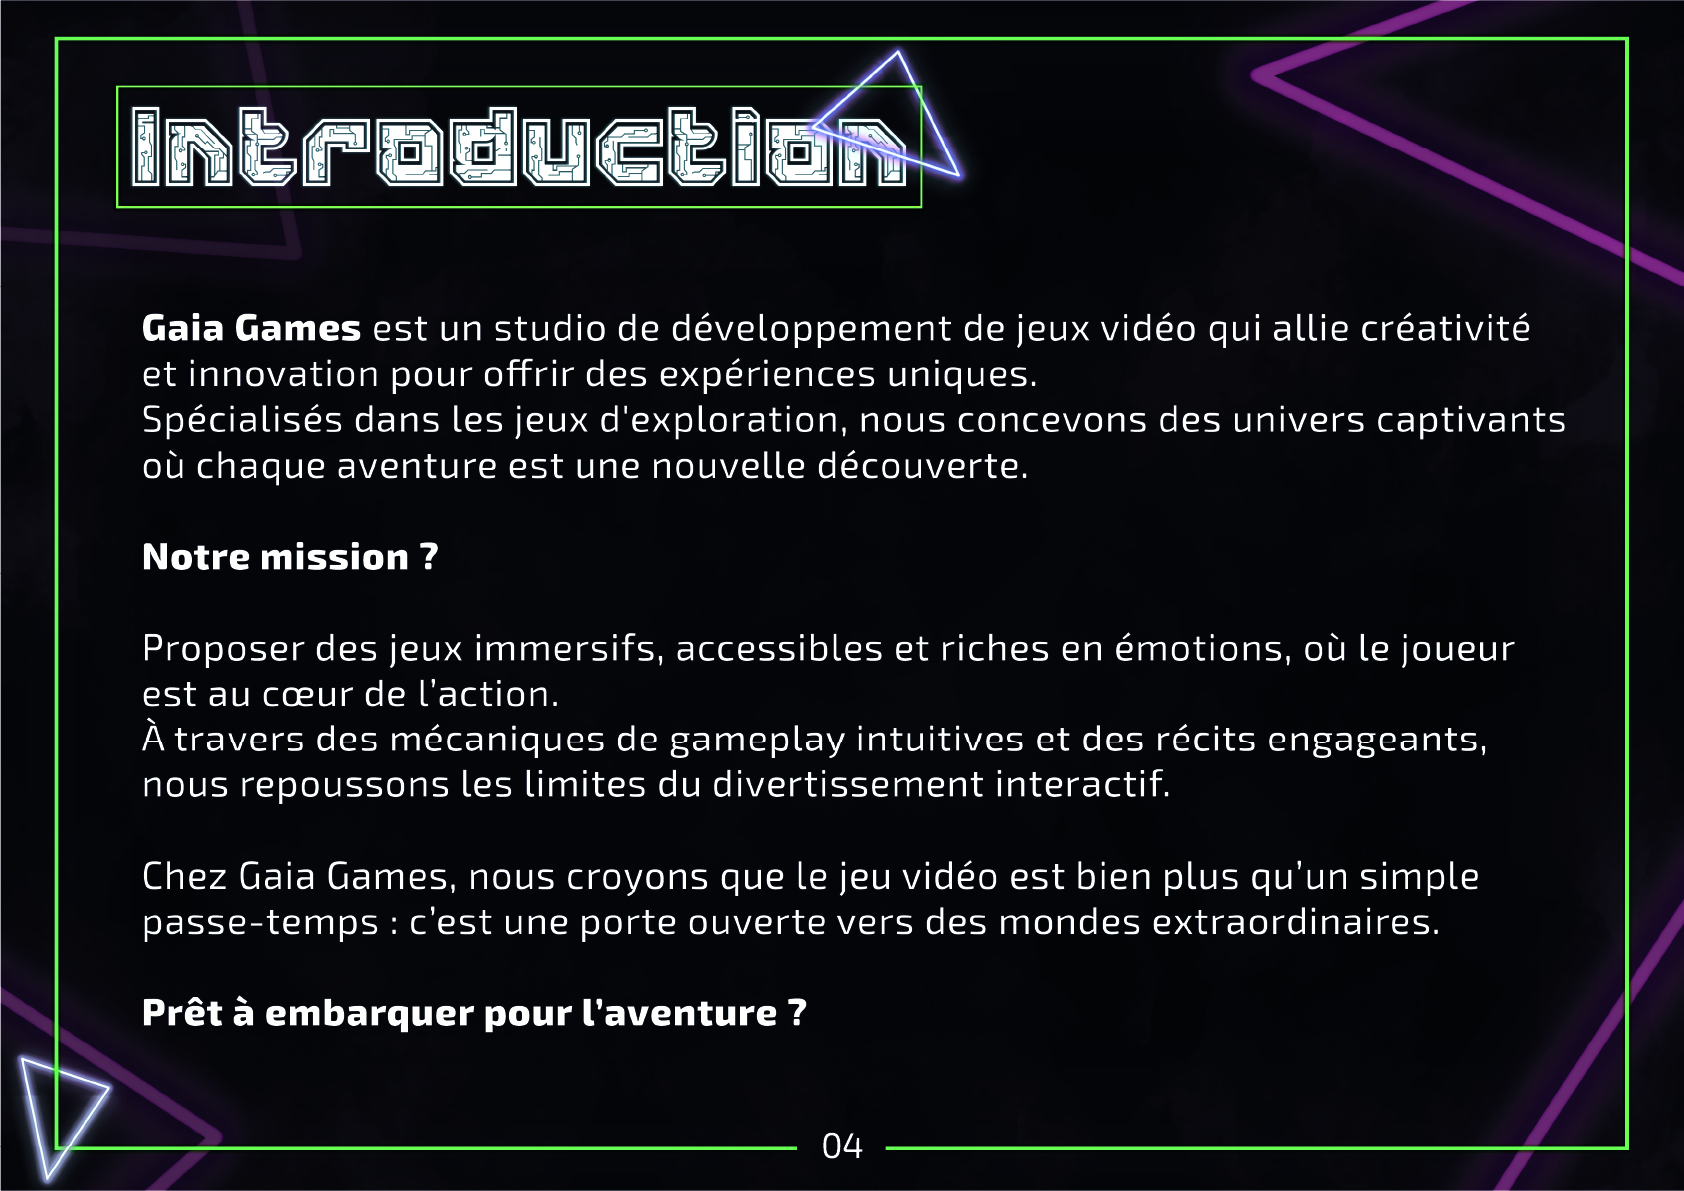 Introduction
Gaia Games est un studio de développement de jeux vidéo qui allie créativité
et innovation pour offrir des expériences uniques.
Spécialisés dans les jeux d'exploration, nous concevons des univers captivants
où chaque aventure est une nouvelle découverte.
Notre mission ?
Proposer des jeux immersifs, accessibles et riches en émotions, où le joueur
est au cœur de l’action.
À travers des mécaniques de gameplay intuitives et des récits engageants,
nous repoussons les limites du divertissement interactif.
Chez Gaia Games, nous croyons que le jeu vidéo est bien plus qu’un simple
passe-temps : c’est une porte ouverte vers des mondes extraordinaires.
Prêt à embarquer pour l’aventure ?
04